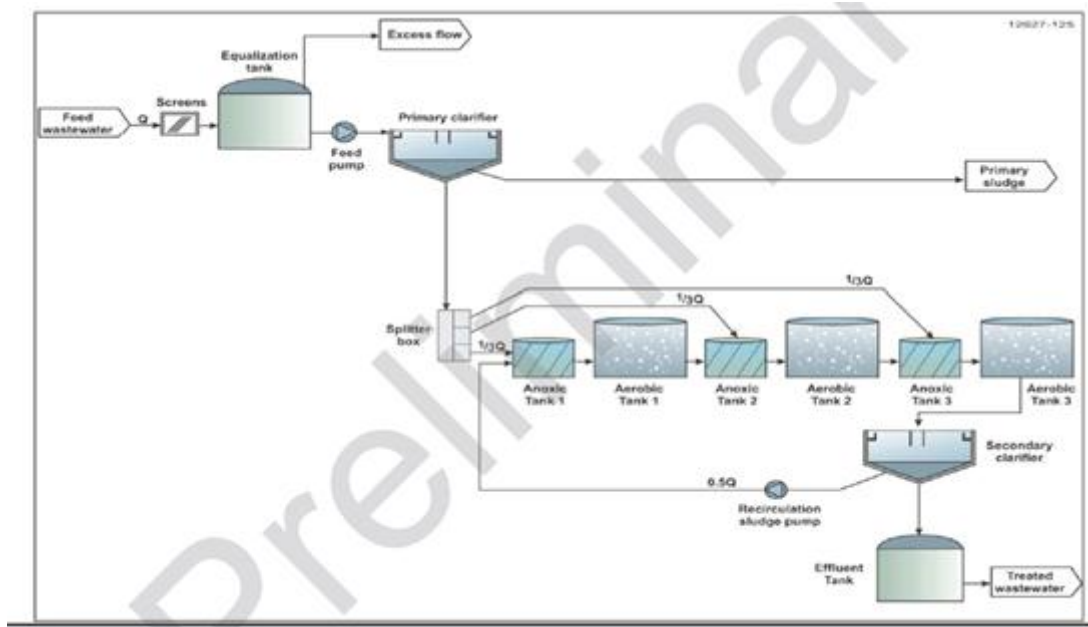 12627-125
Excess flow
Equalization
tank
Screens
Feed
wastewater
Q
Feed
pump
Primary clarifier
Primary
sludge
1/3Q
1/3Q
Splitter
box
1/3Q
Anoxic
Tank 1
Aerobic
Tank 1
Anoxic
Tank 2
Aerobic
Tank 2
Anoxic
Tank 3
Aerobic
Tank 3
Secondary
clarifier
0.5Q
Recirculation
sludge pump
Effluent
Tank
Treated
wastewater
Preliminar